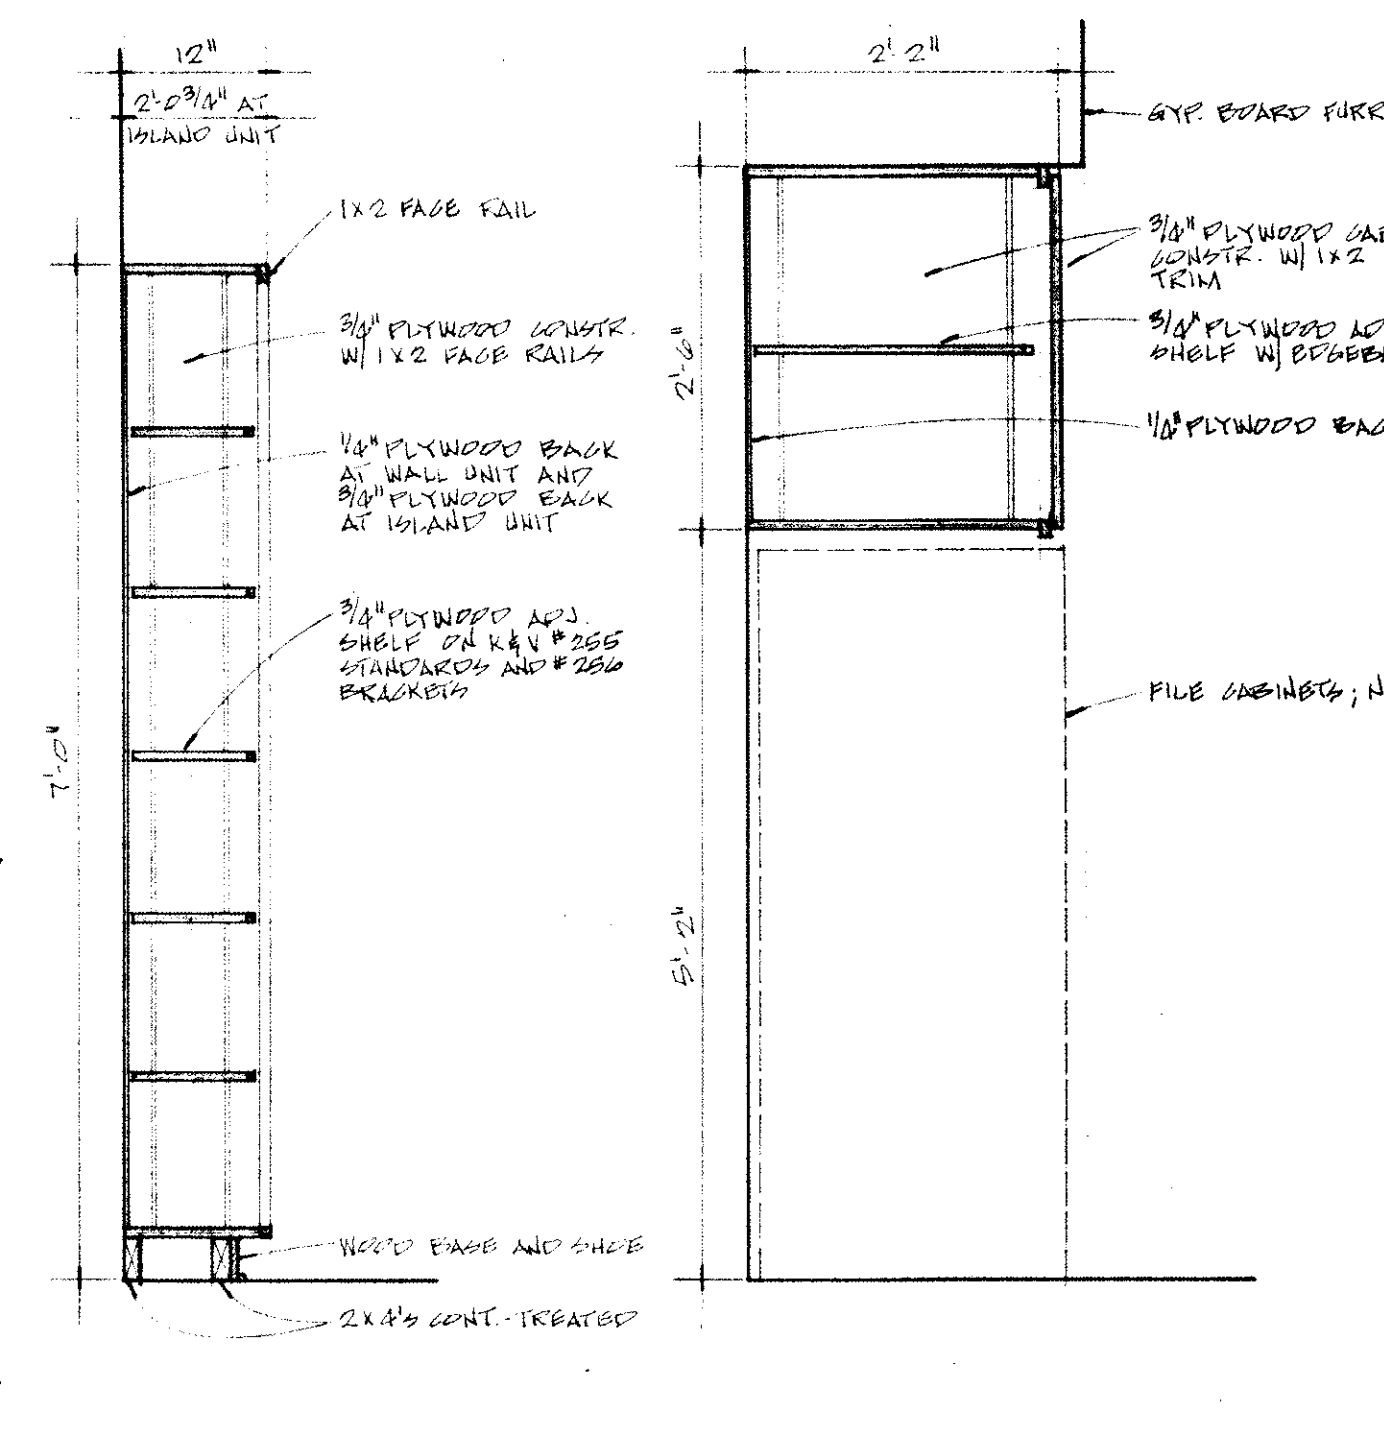 12"
2'-0 3/4" AT
ISLAND UNIT
1X2 FACE RAIL
3/4" PLYWOOD CONSTR.
W/ 1X2 FACE RAILS
1/4" PLYWOOD BACK
AT WALL UNIT AND
3/4" PLYWOOD BACK
AT ISLAND UNIT
3/4" PLYWOOD ADJ.
SHELF ON K&V #255
STANDARDS AND #256
BRACKETS
7'-0"
WOOD BASE AND SHOE
2X4'S CONT.-TREATED
2'-2"
GYP. BOARD FURR
3/4" PLYWOOD CAB
CONSTR. W/ 1X2
TRIM
3/4" PLYWOOD AD
SHELF W/ EDGEB
1/4" PLYWOOD BAC
2'-6"
5'-2"
FILE CABINETS; N